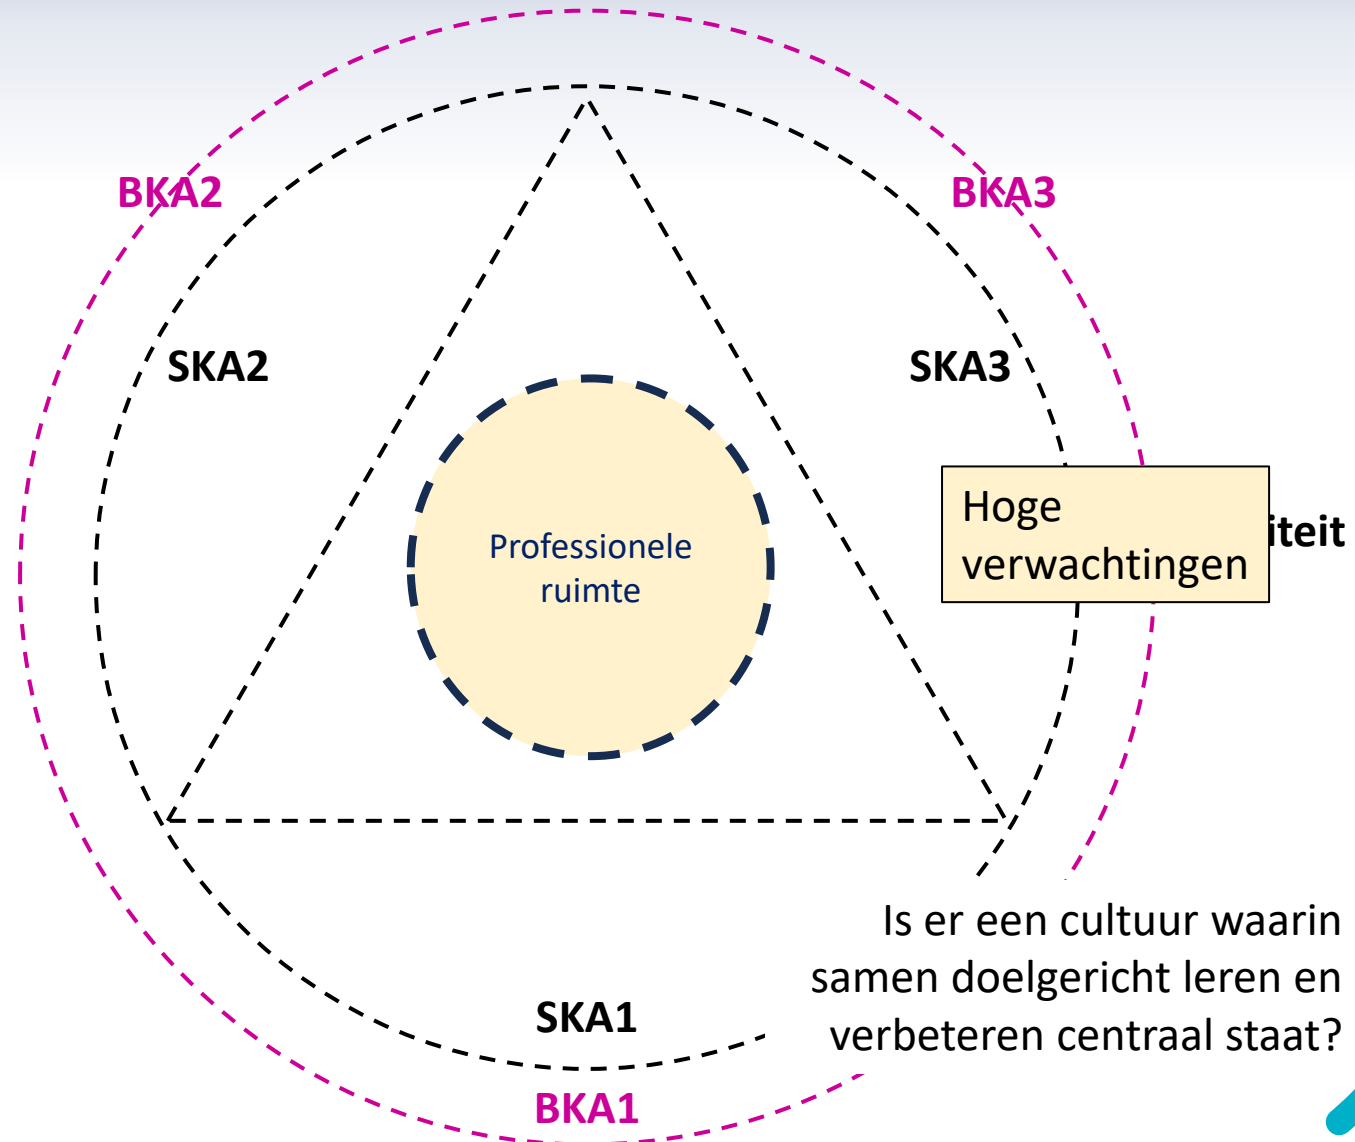 BKA2
BKA3
SKA2
SKA3
Hoge
verwachtingen
iteit
Professionele
ruimte
Is er een cultuur waarin
samen doelgericht leren en
verbeteren centraal staat?
SKA1
BKA1